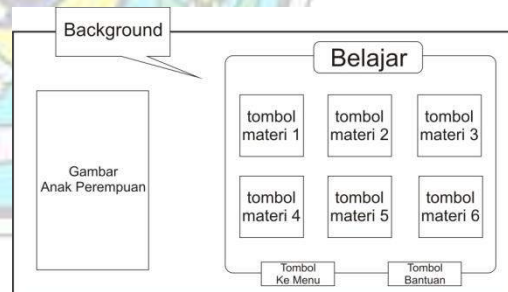 Background
Belajar
Gambar
Anak Perempuan
tombol
materi 1
tombol
materi 2
tombol
materi 3
tombol
materi 4
tombol
materi 5
tombol
materi 6
Tombol
Ke Menu
Tombol
Bantuan